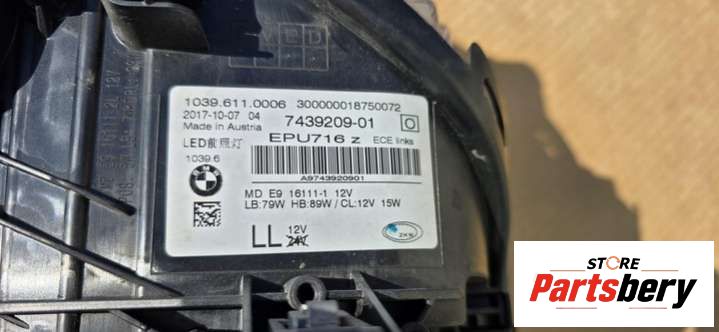 1039.611.0006 300000018750072
2017-10-07 04 7439209-01
Made in Austria
EPU716 z ECE links
LED前照灯
1039.6
A9743920901
BMW
MD E9 16111-1 12V
LB:79W HB:89W / CL:12V 15W
LL 12V
24V
ZKW
STORE
Partsbery